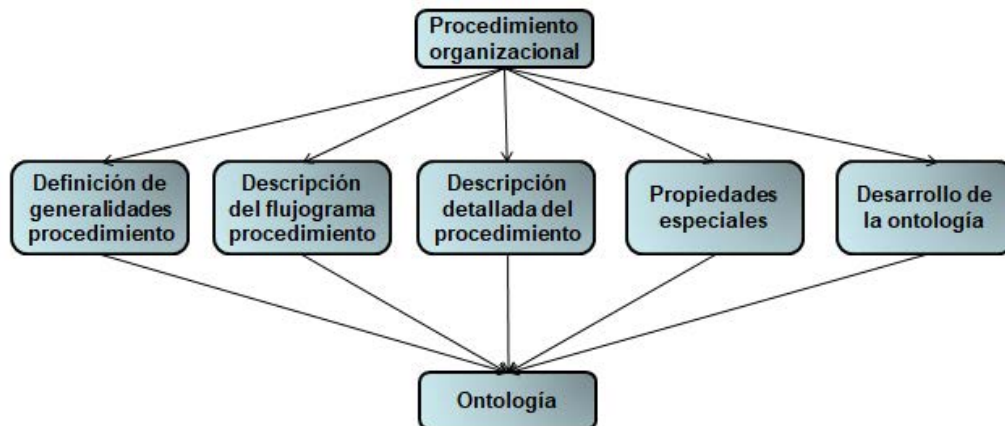 Procedimiento
organizacional
Definición de
generalidades
procedimiento
Descripción
del flujograma
procedimiento
Descripción
detallada del
procedimiento
Propiedades
especiales
Desarrollo de
la ontología
Ontología